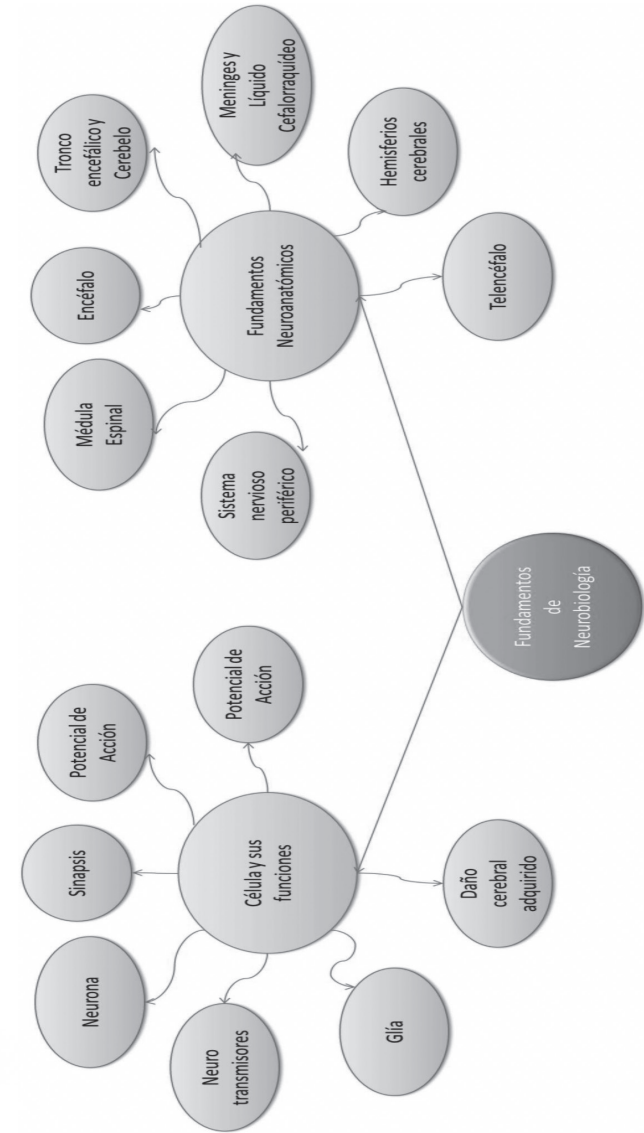 Neurona
Sinapsis
Potencial de
Acción
Neuro
transmisores
Célula y sus
funciones
Potencial de
Acción
Glía
Daño
cerebral
adquirido
Médula
Espinal
Encéfalo
Tronco
encefálico y
Cerebelo
Sistema
nervioso
periférico
Fundamentos
Neuroanatómicos
Meninges y
Líquido
Cefalorraquídeo
Hemisferios
cerebrales
Telencéfalo
Fundamentos
de
Neurobiología